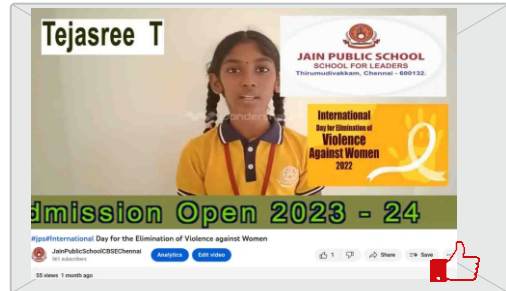 Tejasree T
JAIN PUBLIC SCHOOL
SCHOOL FOR LEADERS
Thirumudivakkam, Chennai - 600132.
International
Day for Elimination of
Violence
Against Women
2022
dmission Open 2023 - 24
#jps#International Day for the Elimination of Violence against Women
JainPublicSchoolCBSEChennai
561 subscribers
Analytics
Edit video
1
Share
Save
55 views 1 month ago